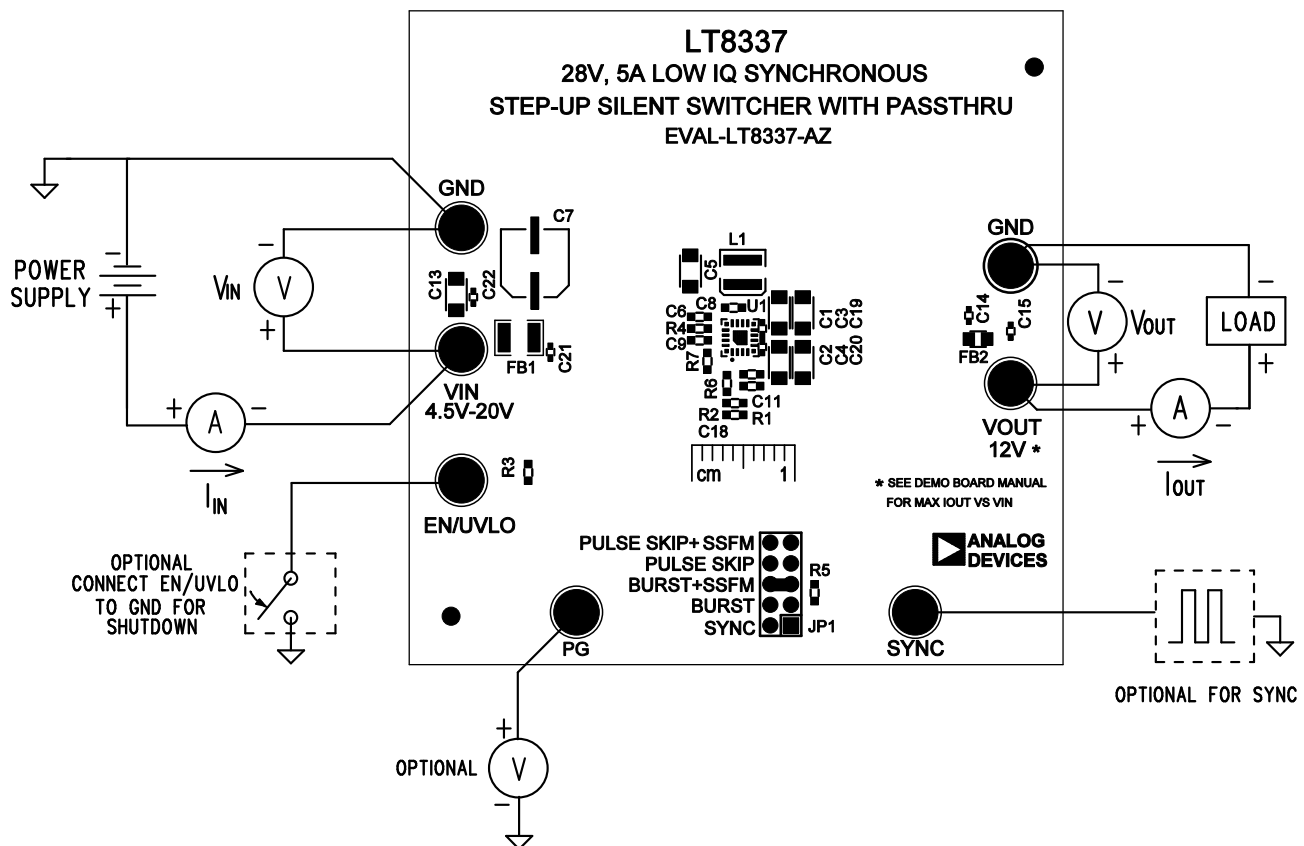 LT8337
28V, 5A LOW IQ SYNCHRONOUS
STEP-UP SILENT SWITCHER WITH PASSTHRU
EVAL-LT8337-AZ
GND
C7
POWER
SUPPLY
-
+
VIN
-
V
+
C13
C22
FB1
C21
VIN
4.5V-20V
+
A
-
IIN
R3
EN/UVLO
OPTIONAL
CONNECT EN/UVLO
TO GND FOR
SHUTDOWN
L1
C5
C6
C8
U1
R4
C9
R7
C1
C3
C19
C2
C4
C20
R6
C11
R2
R1
C18
cm
1
GND
C14
C15
FB2
-
V
+
VOUT
-
LOAD
+
VOUT
12V *
+
A
-
IOUT
* SEE DEMO BOARD MANUAL
FOR MAX IOUT VS VIN
ANALOG
DEVICES
PULSE SKIP+SSFM
PULSE SKIP
BURST+SSFM
BURST
SYNC
R5
JP1
PG
SYNC
OPTIONAL FOR SYNC
+
OPTIONAL
V
-